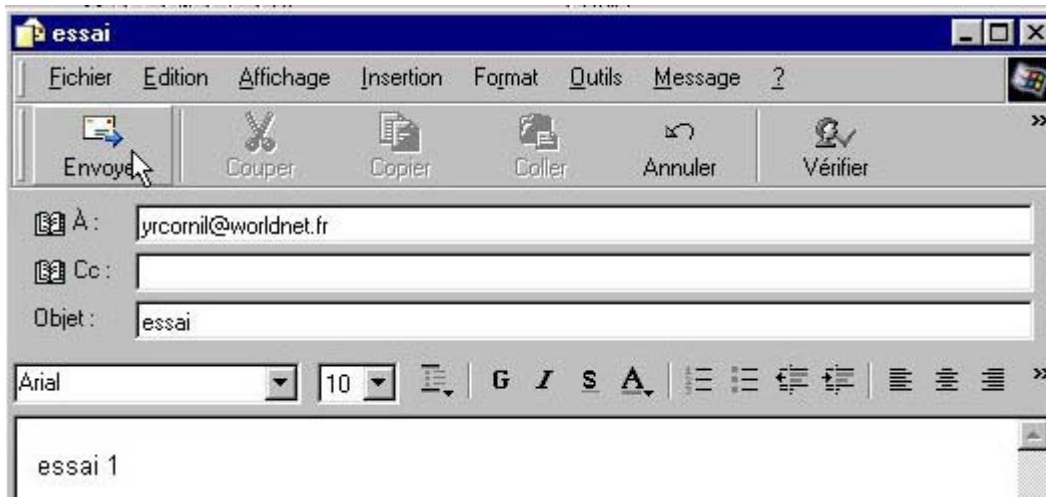 essai
Fichier Edition Affichage Insertion Format Outils Message ?
Envoye Couper Copier Coller Annuler Vérifier »
À : yrcornil@worldnet.fr
Cc :
Objet : essai
Arial 10 G I S A »
essai 1